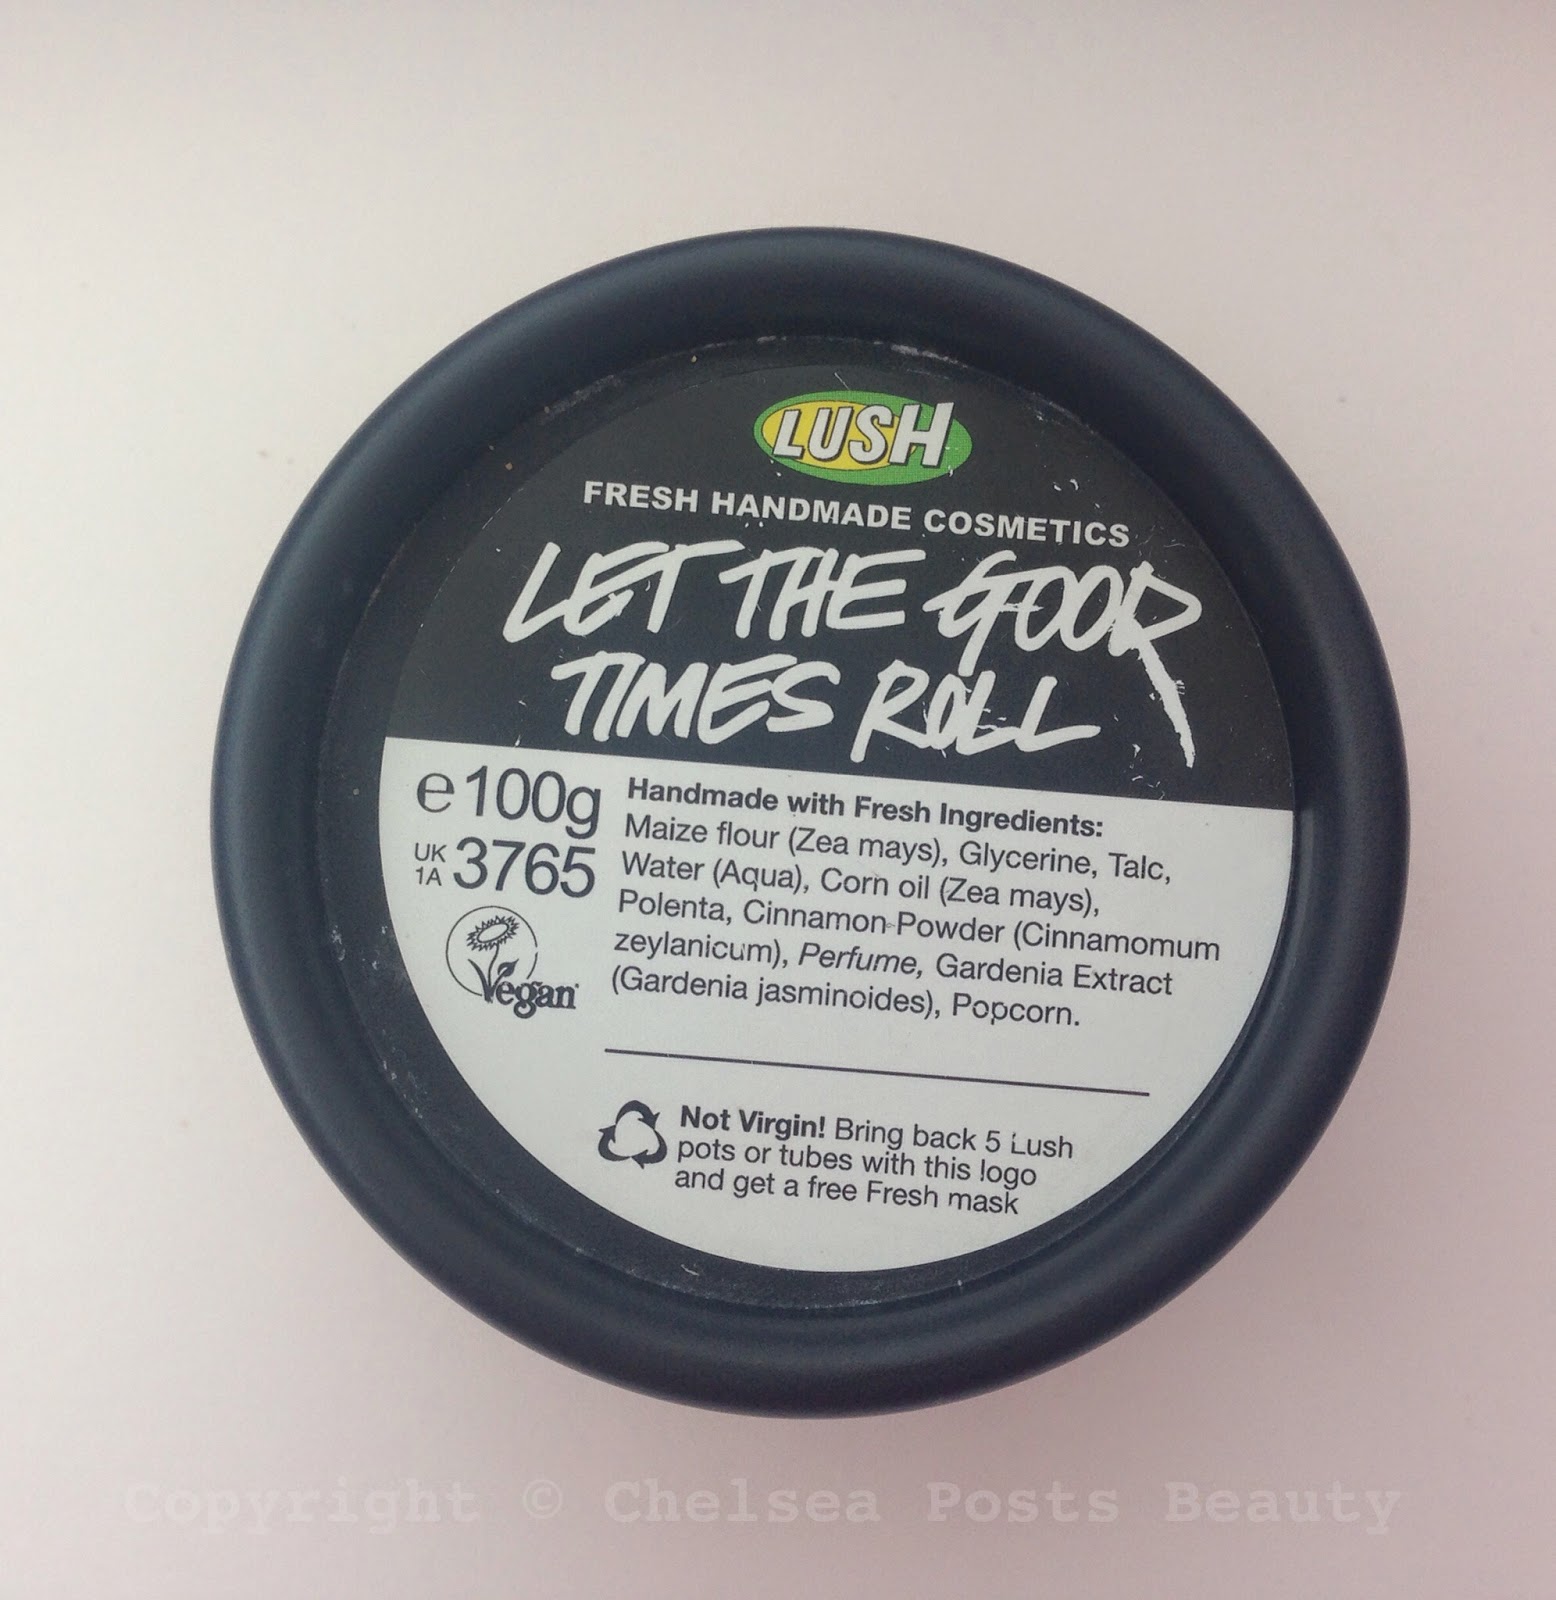 LUSH
FRESH HANDMADE COSMETICS
LET THE GOOD
TIMES ROLL
e 100g
UK
1A 3765
Vegan
Handmade with Fresh Ingredients:
Maize flour (Zea mays), Glycerine, Talc,
Water (Aqua), Corn oil (Zea mays),
Polenta, Cinnamon Powder (Cinnamomum
zeylanicum), Perfume, Gardenia Extract
(Gardenia jasminoides), Popcorn.
Not Virgin! Bring back 5 Lush
pots or tubes with this logo
and get a free Fresh mask
Copyright © Chelsea Posts Beauty